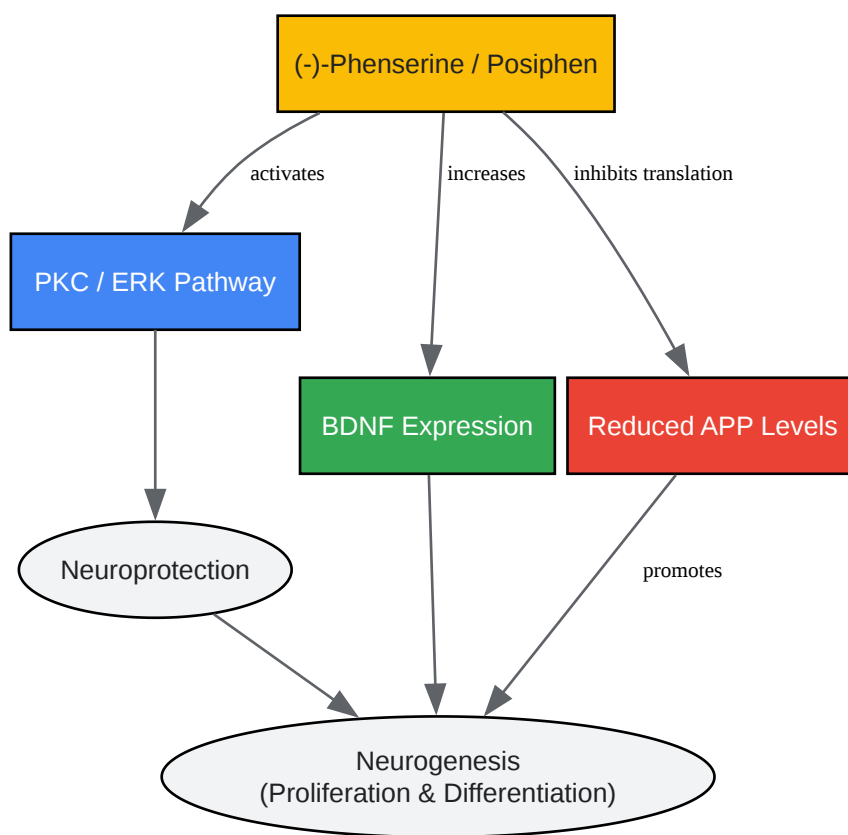 (-)-Phenserine / Posiphen
activates
increases
inhibits translation
PKC / ERK Pathway
BDNF Expression
Reduced APP Levels
Neuroprotection
promotes
Neurogenesis
(Proliferation & Differentiation)